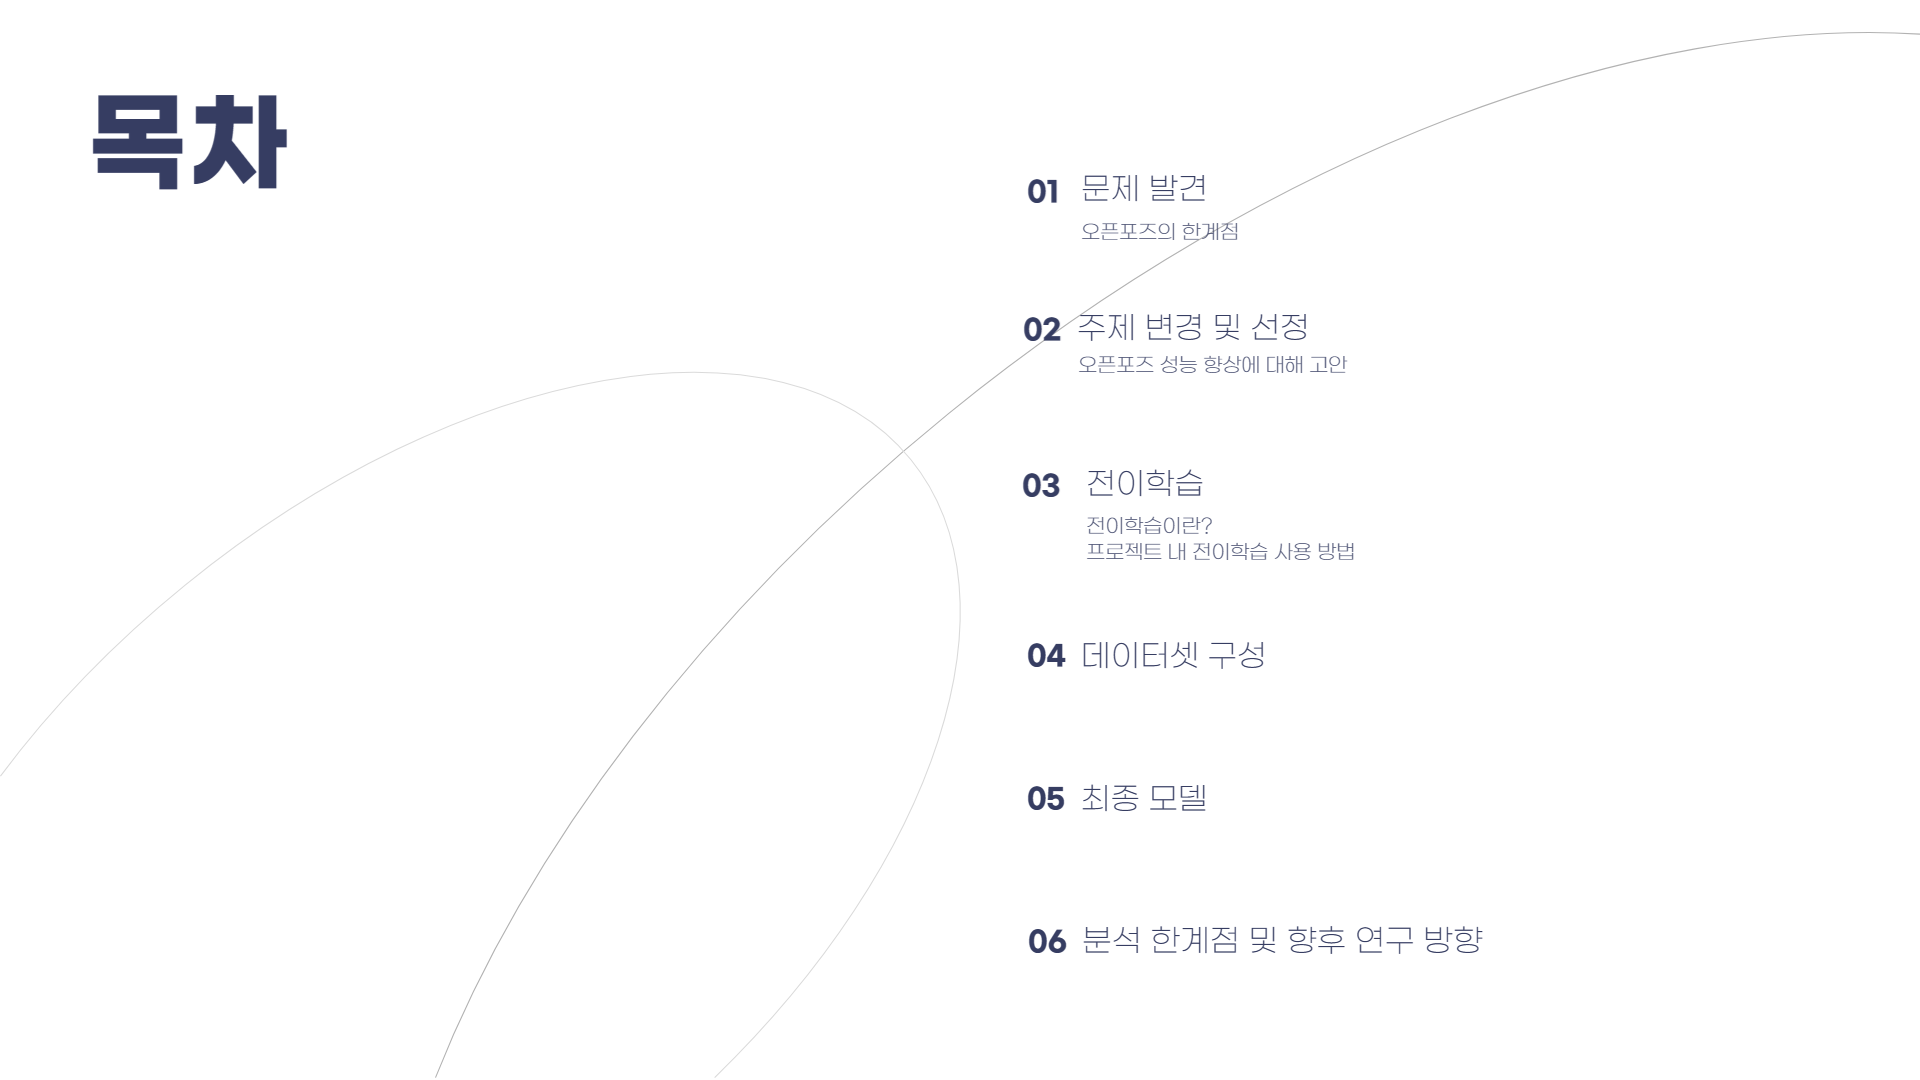 목차
01 문제 발견
오픈포즈의 한계점
02 주제 변경 및 선정
오픈포즈 성능 향상에 대해 고안
03 전이학습
전이학습이란?
프로젝트 내 전이학습 사용 방법
04 데이터셋 구성
05 최종 모델
06 분석 한계점 및 향후 연구 방향